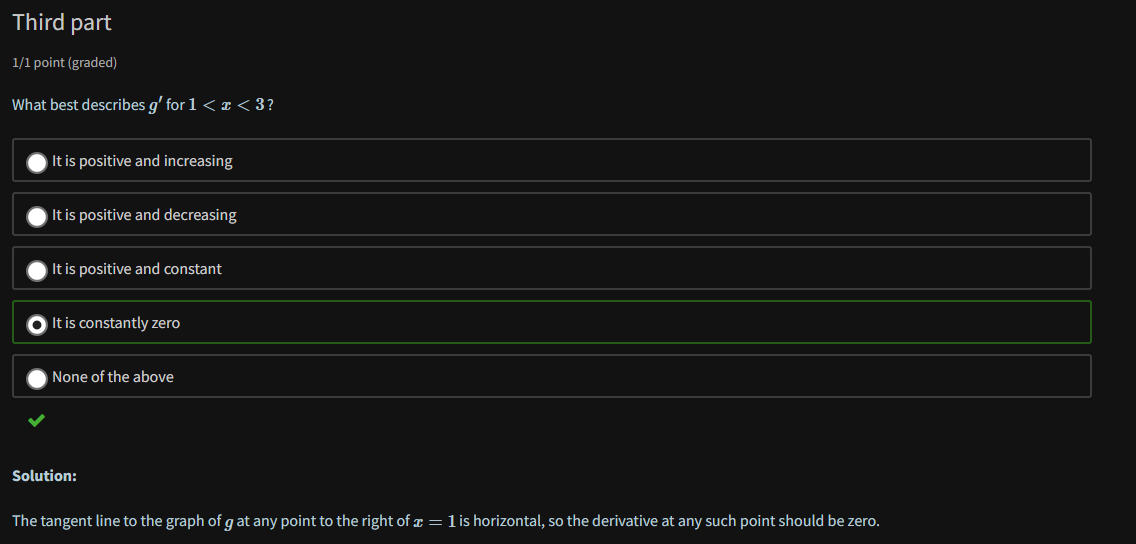 Third part
1/1 point (graded)
What best describes g′ for 1 < x < 3?
It is positive and increasing
It is positive and decreasing
It is positive and constant
It is constantly zero
None of the above
Solution:
The tangent line to the graph of g at any point to the right of x = 1 is horizontal, so the derivative at any such point should be zero.